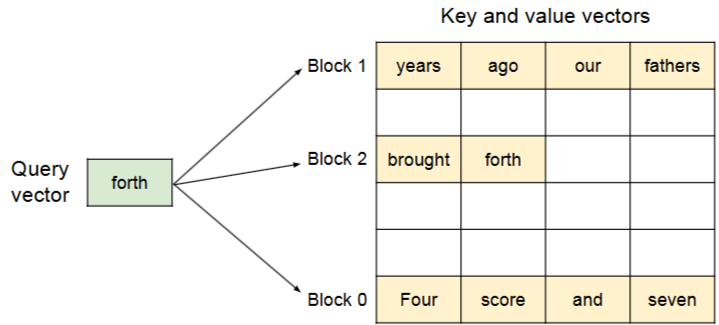 Key and value vectors
Block 1 years ago our fathers
Query vector
forth
Block 2 brought forth
Block 0 Four score and seven